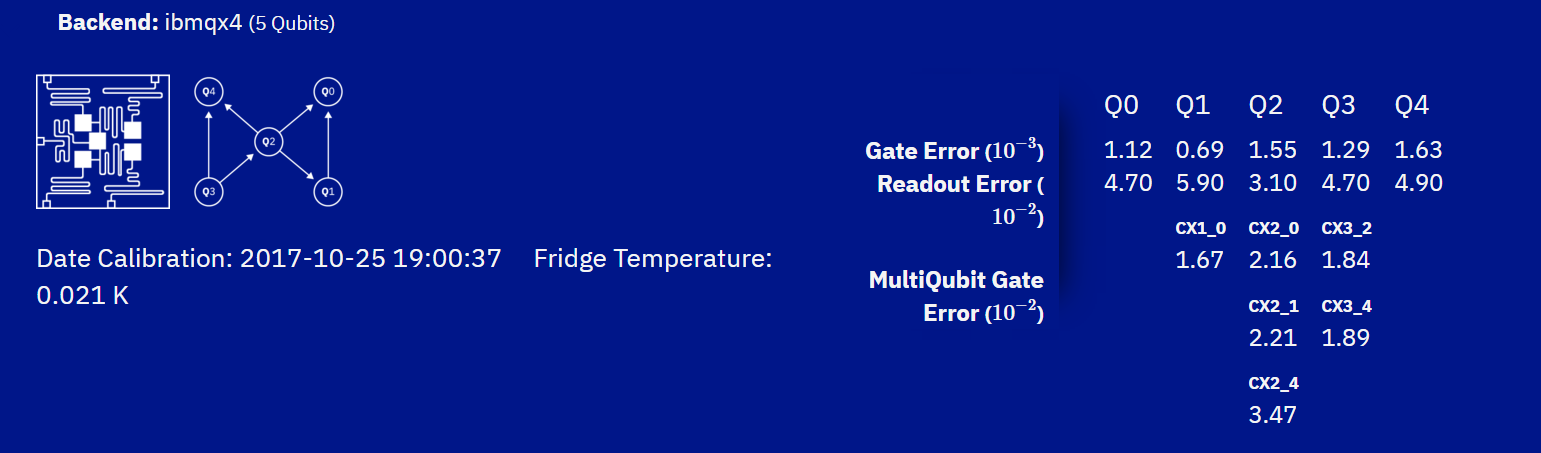 Backend: ibmqx4 (5 Qubits)
Q4
Q0
Q2
Q3
Q1
Date Calibration: 2017-10-25 19:00:37 Fridge Temperature:
0.021 K
Q0 Q1 Q2 Q3 Q4
Gate Error (10⁻³) 1.12 0.69 1.55 1.29 1.63
Readout Error ( 4.70 5.90 3.10 4.70 4.90
10⁻²)
CX1_0 CX2_0 CX3_2
1.67 2.16 1.84
MultiQubit Gate
Error (10⁻²)
CX2_1 CX3_4
2.21 1.89
CX2_4
3.47